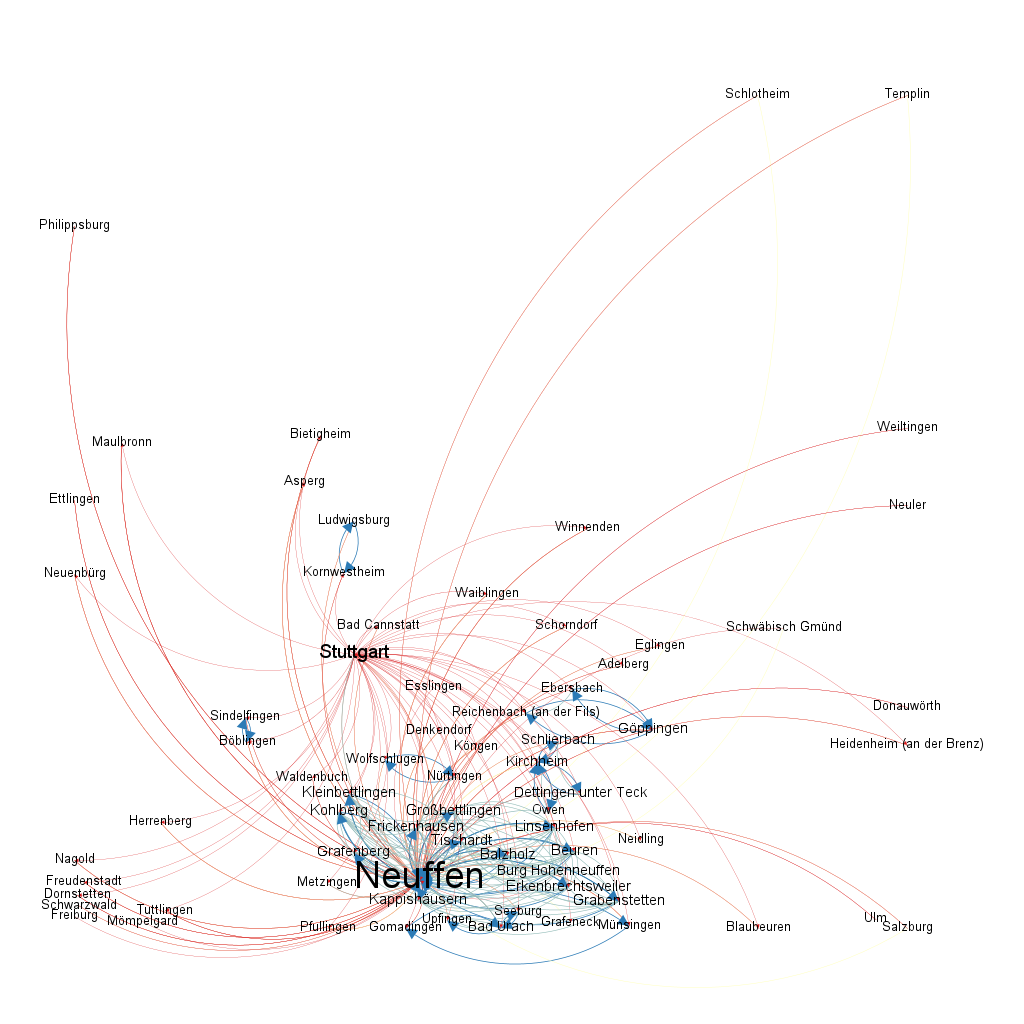 Schlotheim
Templin
Philippsburg
Weiltingen
Bietigheim
Maulbronn
Asperg
Ettlingen
Neuler
Ludwigsburg
Winnenden
Neuenbürg
Kornwestheim
Waiblingen
Bad Cannstatt
Schorndorf
Schwäbisch Gmünd
Eglingen
Stuttgart
Adelberg
Esslingen
Ebersbach
Donauwörth
Reichenbach (an der Fils)
Sindelfingen
Göppingen
Denkendorf
Böblingen
Schlierbach
Köngen
Heidenheim (an der Brenz)
Wolfschlugen
Kirchheim
Waldenbuch
Nürtingen
Kleinbettlingen
Dettingen unter Teck
Kohlberg
Großbettlingen
Owen
Herrenberg
Frickenhausen
Linsenhofen
Tischardt
Neidling
Grafenberg
Balzholz
Beuren
Nagold
Burg Hohenneuffen
Neuffen
Freudenstadt
Metzingen
Erkenbrechtsweiler
Dornstetten
Kappishäusern
Grabenstetten
Schwarzwald
Tuttlingen
Seeburg
Freiburg
Mömpelgard
Upfingen
Grafeneck
Ulm
Pfullingen
Gomadingen
Bad Urach
Münsingen
Blaubeuren
Salzburg